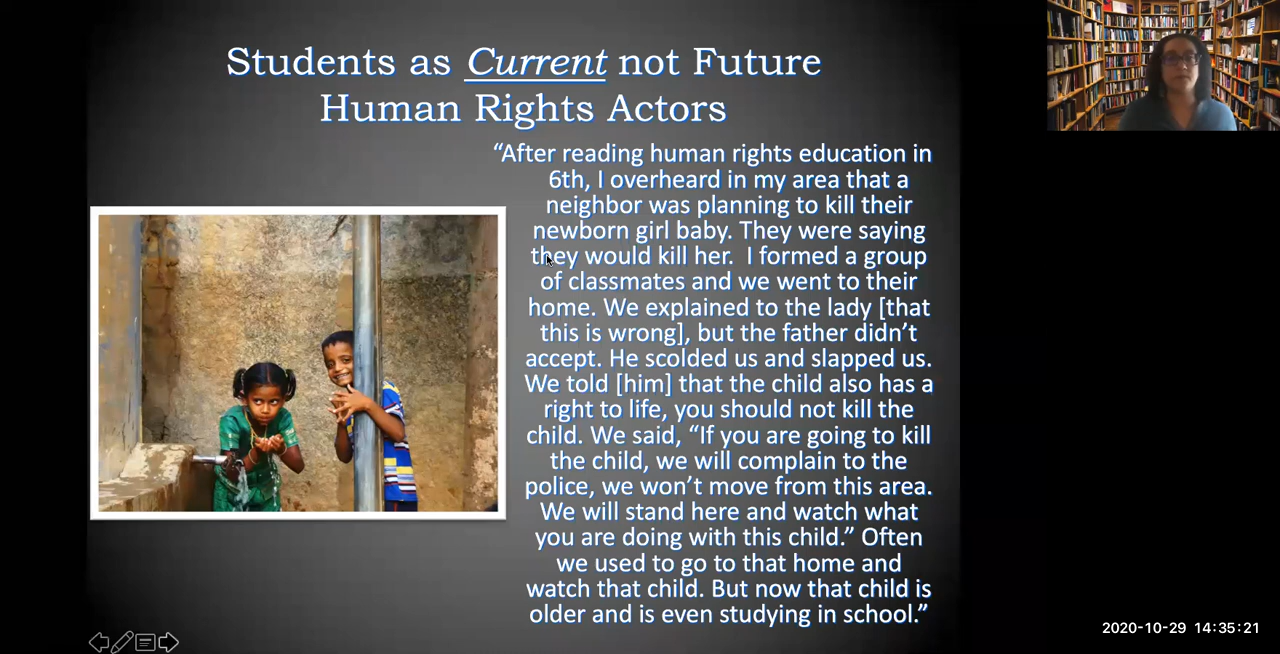 Students as Current not Future
Human Rights Actors
“After reading human rights education in
6th, I overheard in my area that a
neighbor was planning to kill their
newborn girl baby. They were saying
they would kill her.  I formed a group
of classmates and we went to their
home. We explained to the lady [that
this is wrong], but the father didn’t
accept. He scolded us and slapped us.
We told [him] that the child also has a
right to life, you should not kill the
child. We said, “If you are going to kill
the child, we will complain to the
police, we won’t move from this area.
We will stand here and watch what
you are doing with this child.” Often
we used to go to that home and
watch that child. But now that child is
older and is even studying in school.”
2020-10-29 14:35:21